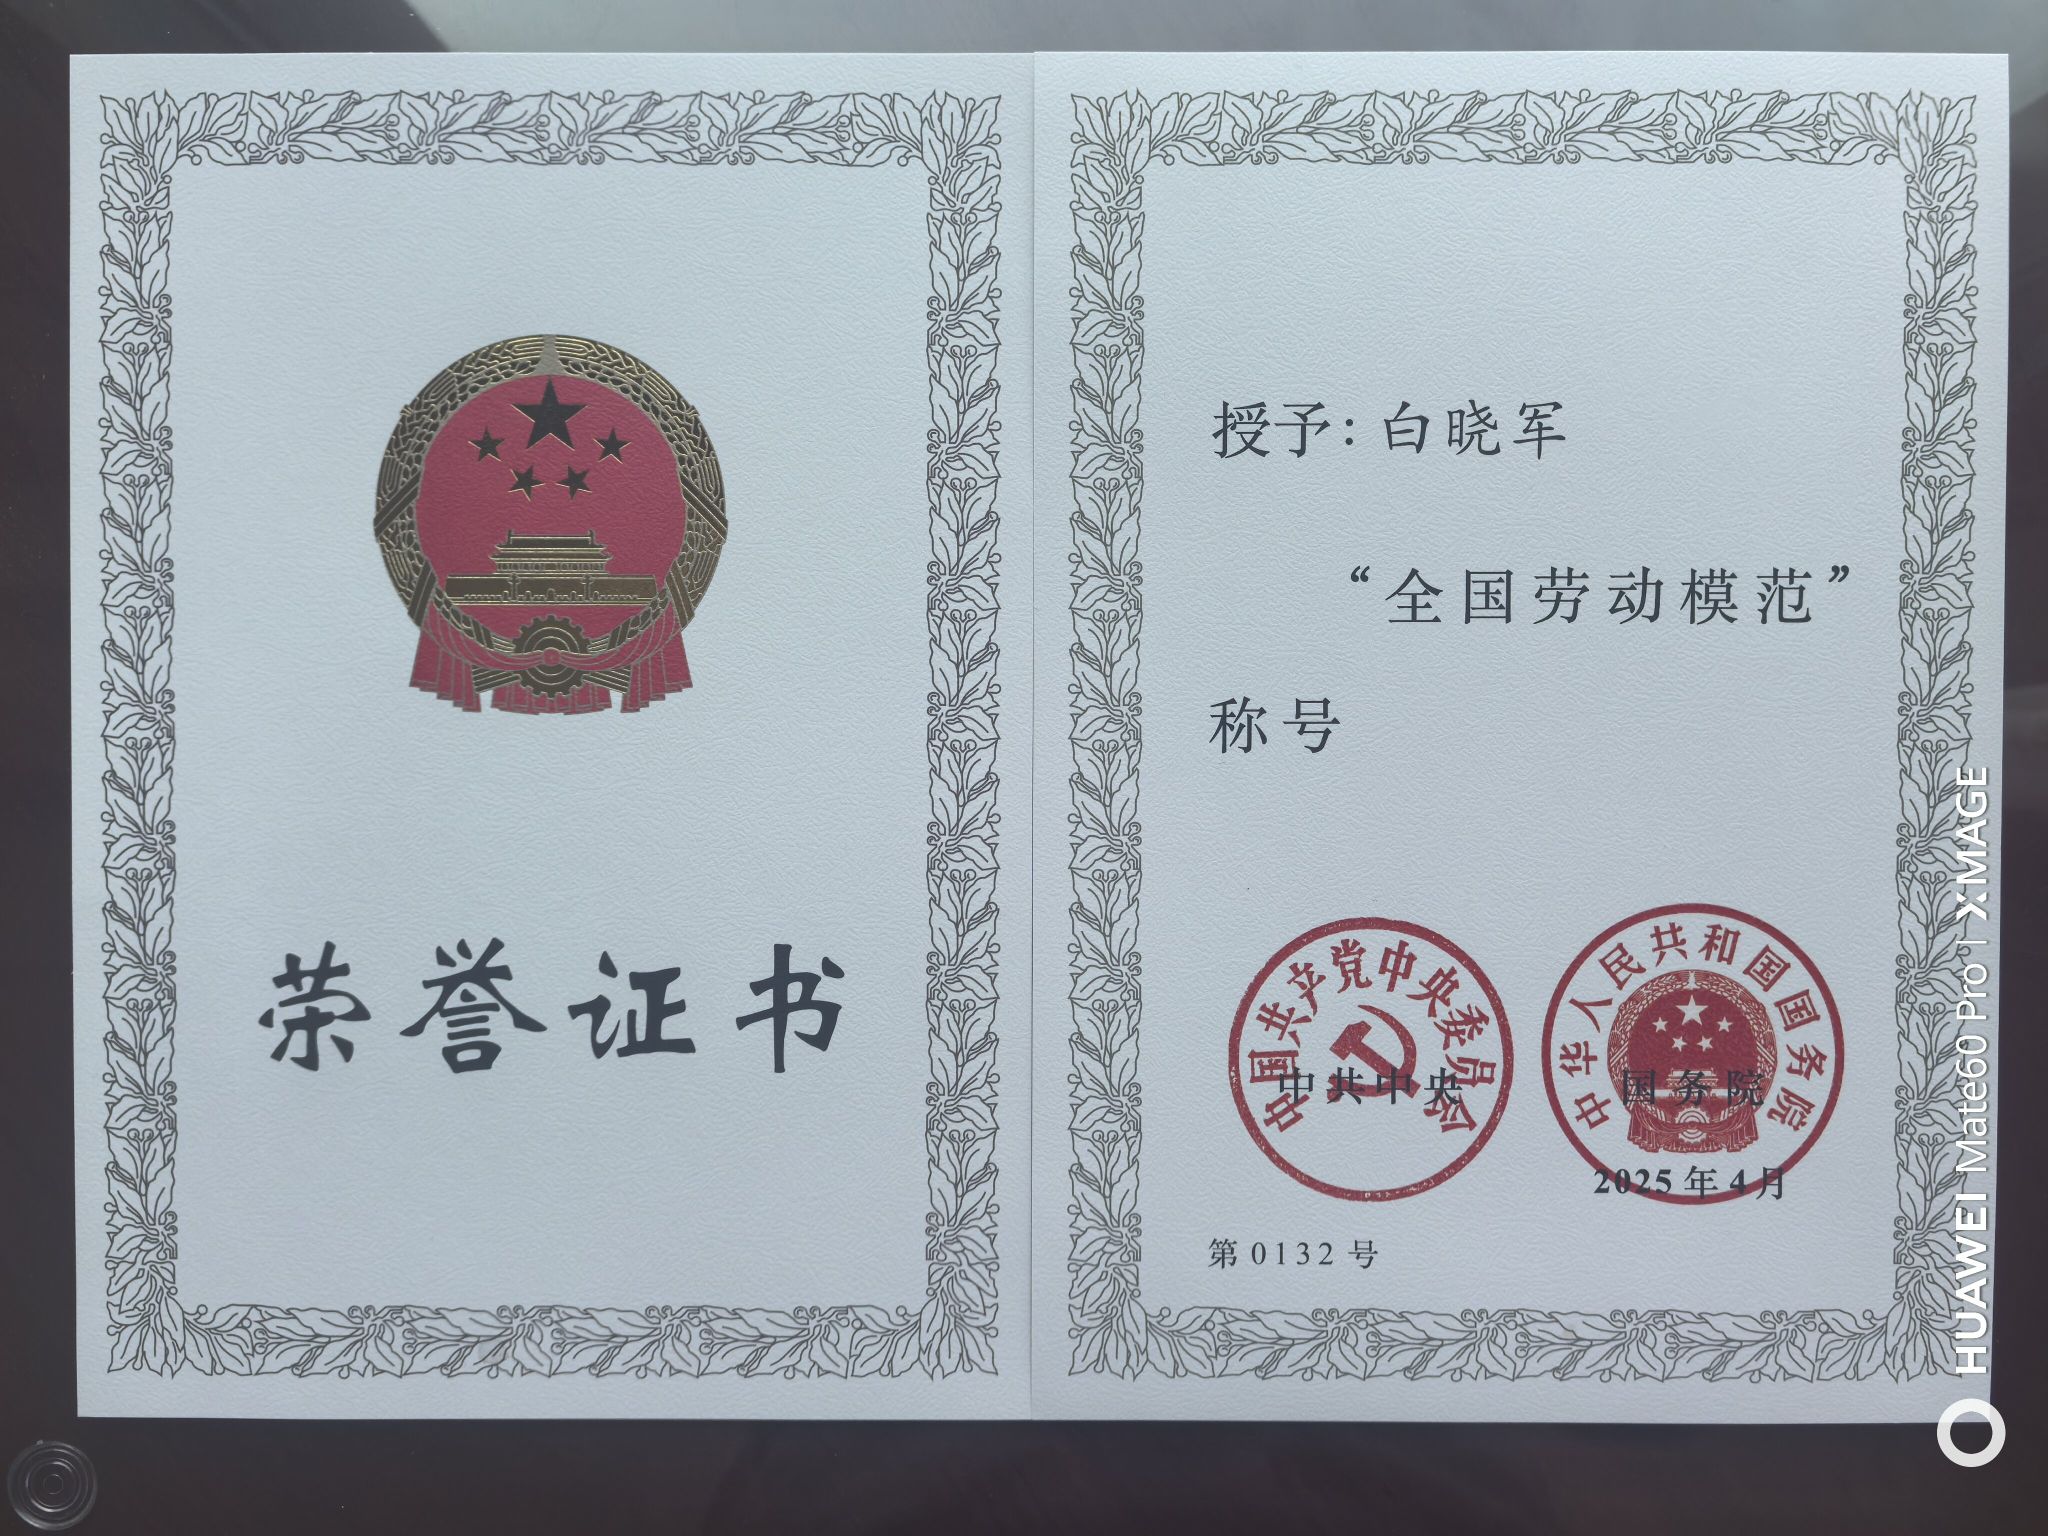 荣誉证书
授予：白晓军
“全国劳动模范”
称号
中国共产党中央委员会
中共中央
中华人民共和国国务院
国务院
2025年4月
第0132号
HUAWEI Mate60 Pro | XMAGE